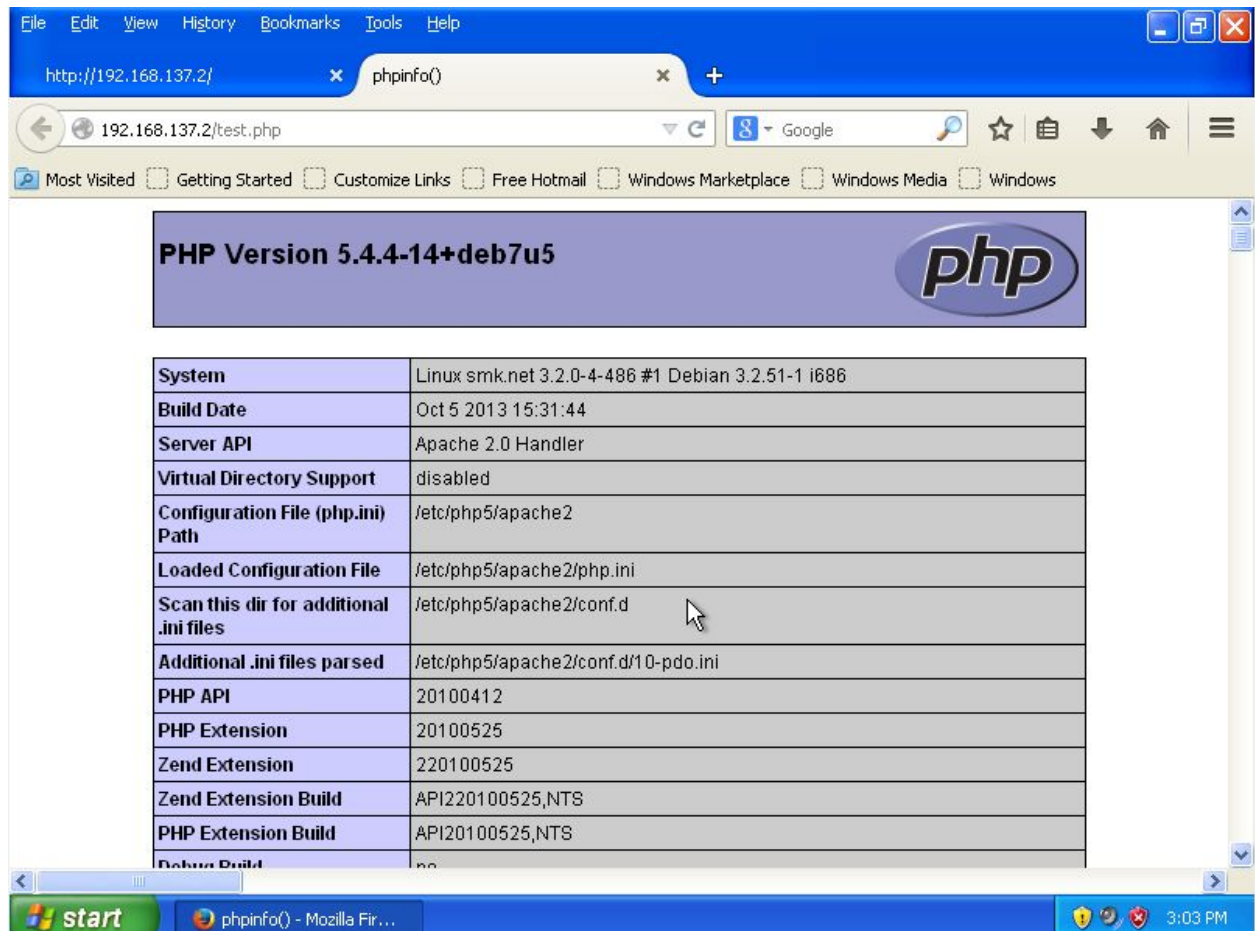 File Edit View History Bookmarks Tools Help
http://192.168.137.2/
phpinfo()
192.168.137.2/test.php
8 Google
Most Visited Getting Started Customize Links Free Hotmail Windows Marketplace Windows Media Windows
PHP Version 5.4.4-14+deb7u5
php
System Linux smk.net 3.2.0-4-486 #1 Debian 3.2.51-1 i686
Build Date Oct 5 2013 15:31:44
Server API Apache 2.0 Handler
Virtual Directory Support disabled
Configuration File (php.ini)
Path /etc/php5/apache2
Loaded Configuration File /etc/php5/apache2/php.ini
Scan this dir for additional
.ini files /etc/php5/apache2/conf.d
Additional .ini files parsed /etc/php5/apache2/conf.d/10-pdo.ini
PHP API 20100412
PHP Extension 20100525
Zend Extension 220100525
Zend Extension Build API220100525,NTS
PHP Extension Build API20100525,NTS
Debug Build no
start phpinfo() - Mozilla Fir... 3:03 PM